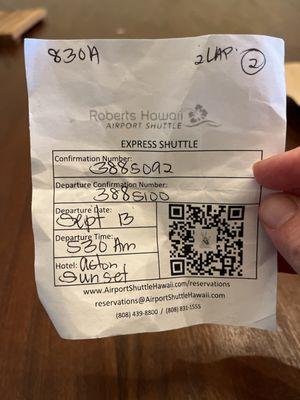 830A 2 LAP. 2
Roberts Hawaii
AIRPORT SHUTTLE
EXPRESS SHUTTLE
Confirmation Number:
3885092
Departure Confirmation Number:
3885100
Departure Date:
Sept 13
Departure Time:
530 Am
Hotel: Aston
Sunset
www.AirportShuttleHawaii.com/reservations
reservations@AirportShuttleHawaii.com
(808) 439-8800 / (808) 831-1555